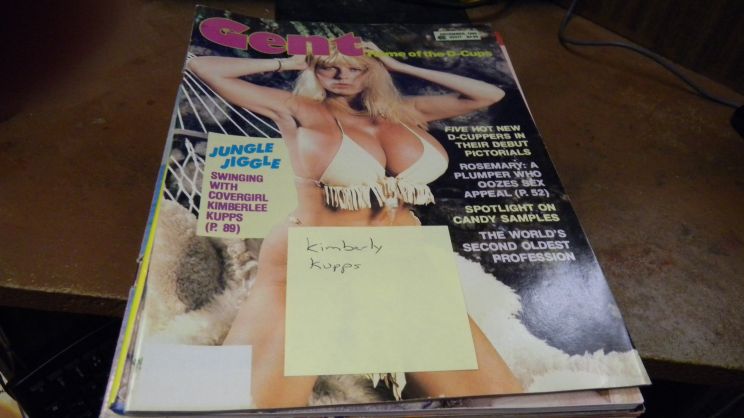 Gent
Home of the D-Cups
JUNGLE
JIGGLE
SWINGING
WITH
COVERGIRL
KIMBERLEE
KUPPS
(P. 89)
FIVE HOT NEW
D-CUPPERS IN
THEIR DEBUT
PICTORIALS
ROSEMARY: A
PLUMPER WHO
OOZES SEX
APPEAL (P. 52)
SPOTLIGHT ON
CANDY SAMPLES
THE WORLD'S
SECOND OLDEST
PROFESSION
Kimberly
Kupps